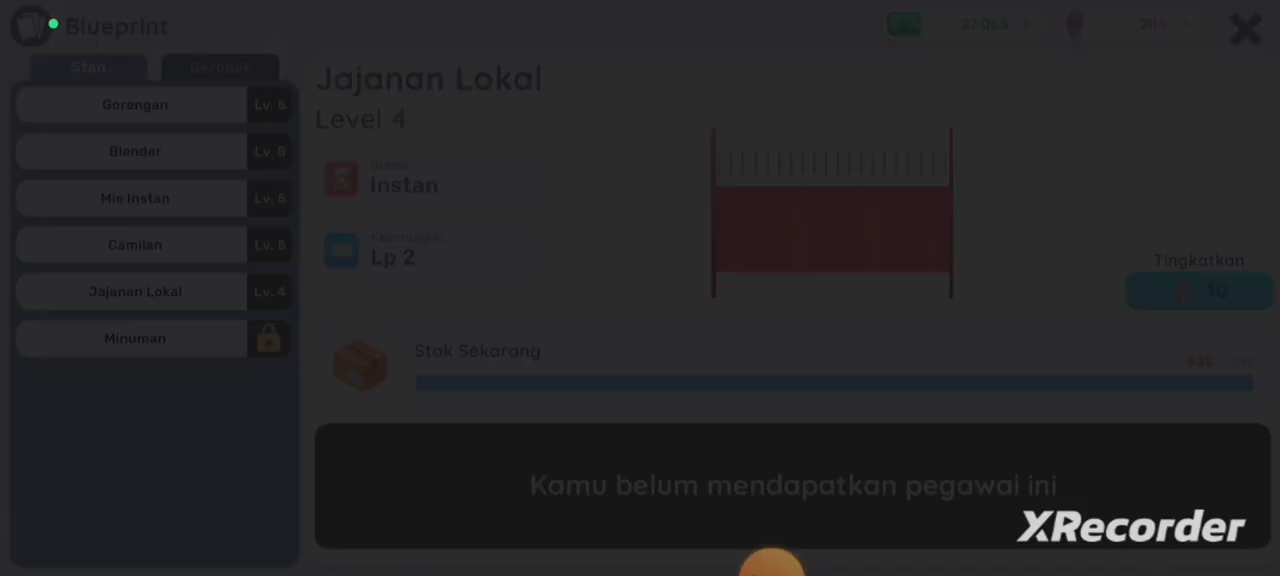 Blueprint
Stan
Gorengan Lv. 5
Blender Lv. 5
Mie Instan Lv. 5
Camilan Lv. 5
Jajanan Lokal Lv. 4
Minuman
Jajanan Lokal
Level 4
Instan
Lp 2
Tingkatkan
10
Stok Sekarang
Kamu belum mendapatkan pegawai ini
XRecorder